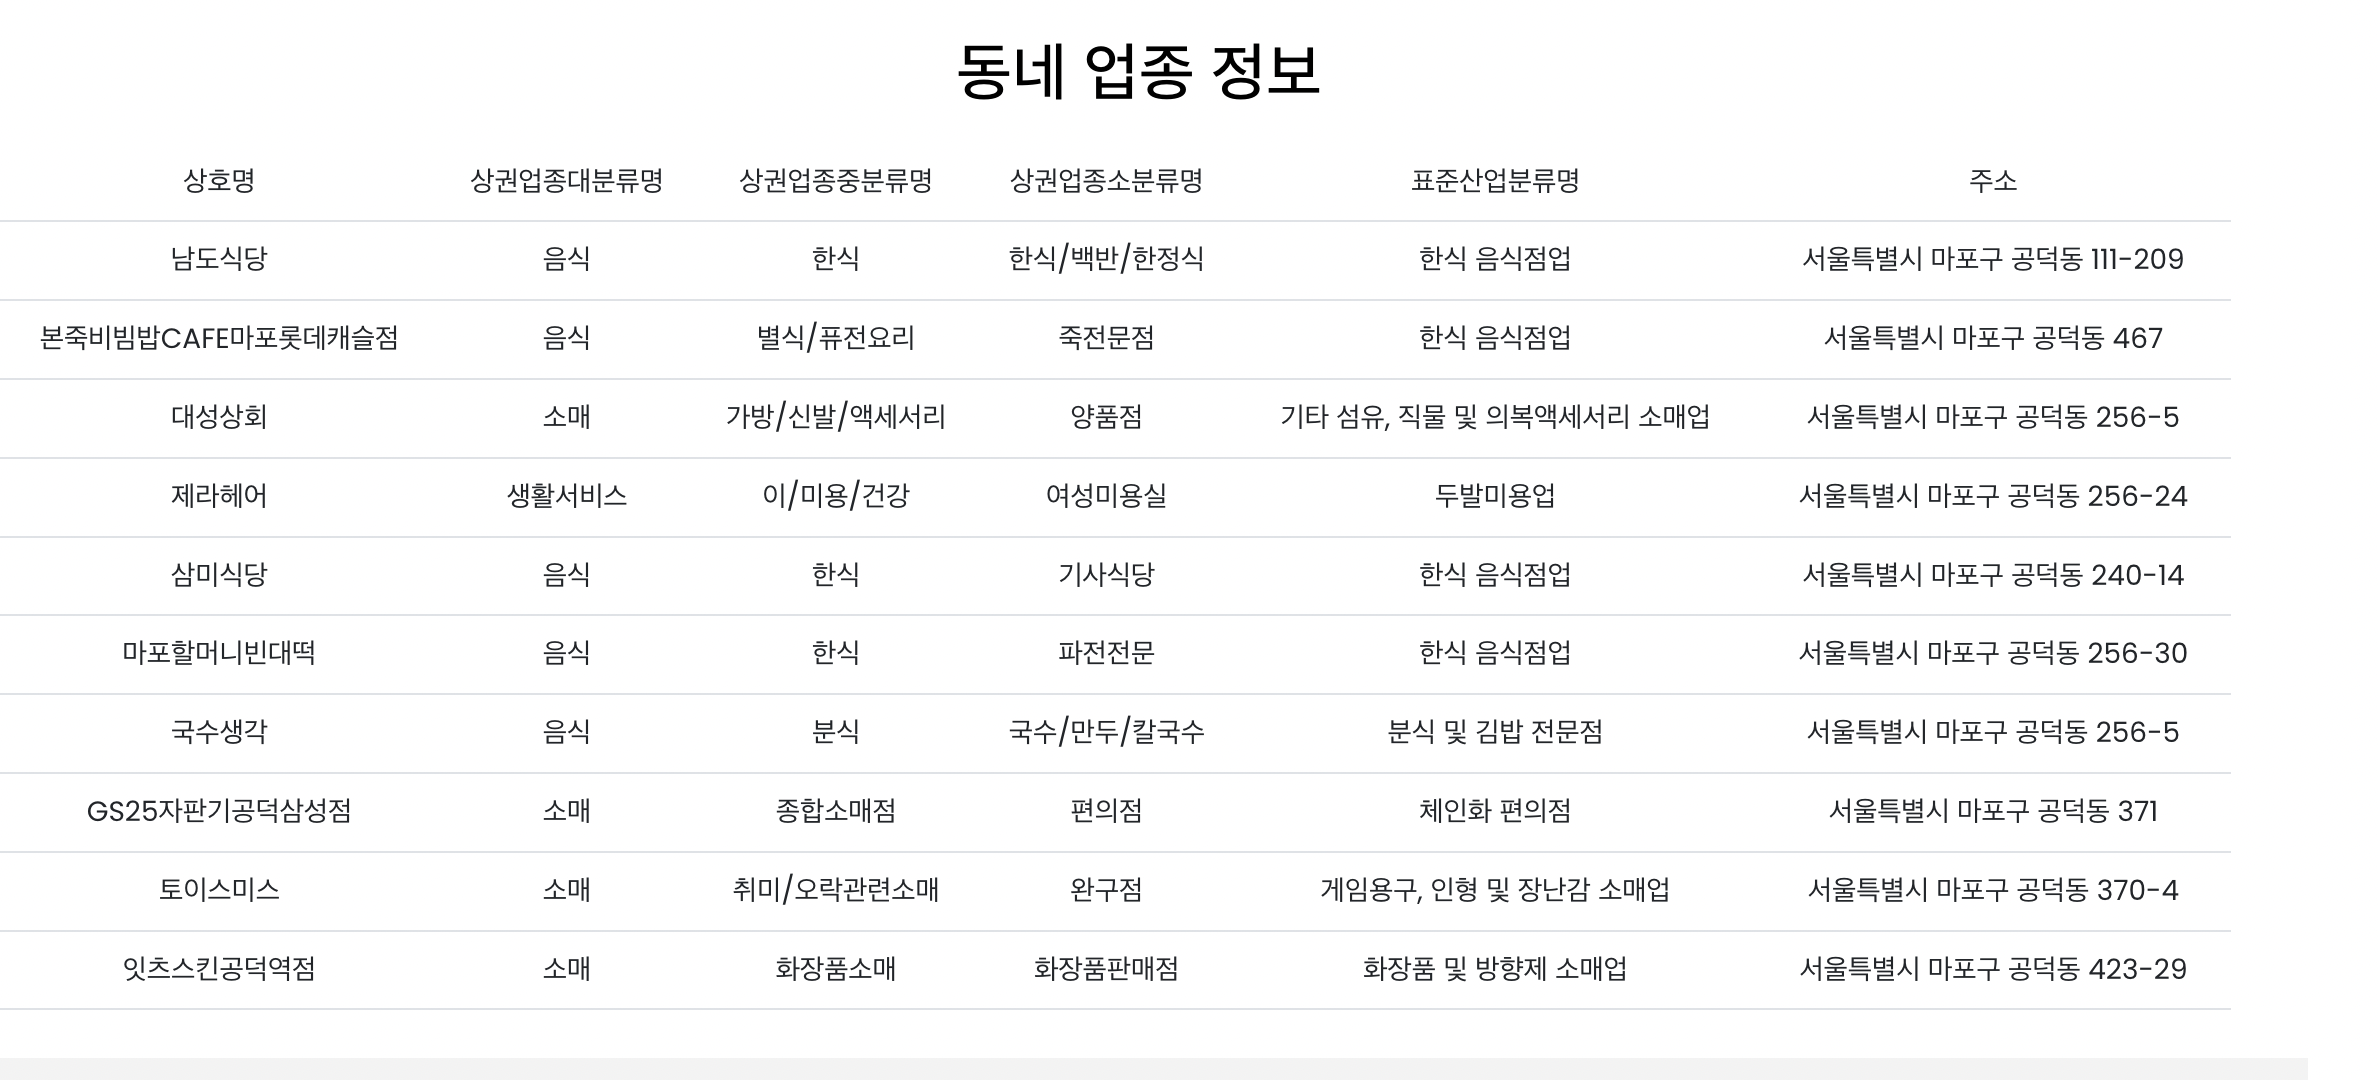 동네 업종 정보
상호명 상권업종대분류명 상권업종중분류명 상권업종소분류명 표준산업분류명 주소
남도식당 음식 한식 한식/백반/한정식 한식 음식점업 서울특별시 마포구 공덕동 111-209
본죽비빔밥CAFE마포롯데캐슬점 음식 별식/퓨전요리 죽전문점 한식 음식점업 서울특별시 마포구 공덕동 467
대성상회 소매 가방/신발/액세서리 양품점 기타 섬유, 직물 및 의복액세서리 소매업 서울특별시 마포구 공덕동 256-5
제라헤어 생활서비스 이/미용/건강 여성미용실 두발미용업 서울특별시 마포구 공덕동 256-24
삼미식당 음식 한식 기사식당 한식 음식점업 서울특별시 마포구 공덕동 240-14
마포할머니빈대떡 음식 한식 파전전문 한식 음식점업 서울특별시 마포구 공덕동 256-30
국수생각 음식 분식 국수/만두/칼국수 분식 및 김밥 전문점 서울특별시 마포구 공덕동 256-5
GS25자판기공덕삼성점 소매 종합소매점 편의점 체인화 편의점 서울특별시 마포구 공덕동 371
토이스미스 소매 취미/오락관련소매 완구점 게임용구, 인형 및 장난감 소매업 서울특별시 마포구 공덕동 370-4
잇츠스킨공덕역점 소매 화장품소매 화장품판매점 화장품 및 방향제 소매업 서울특별시 마포구 공덕동 423-29